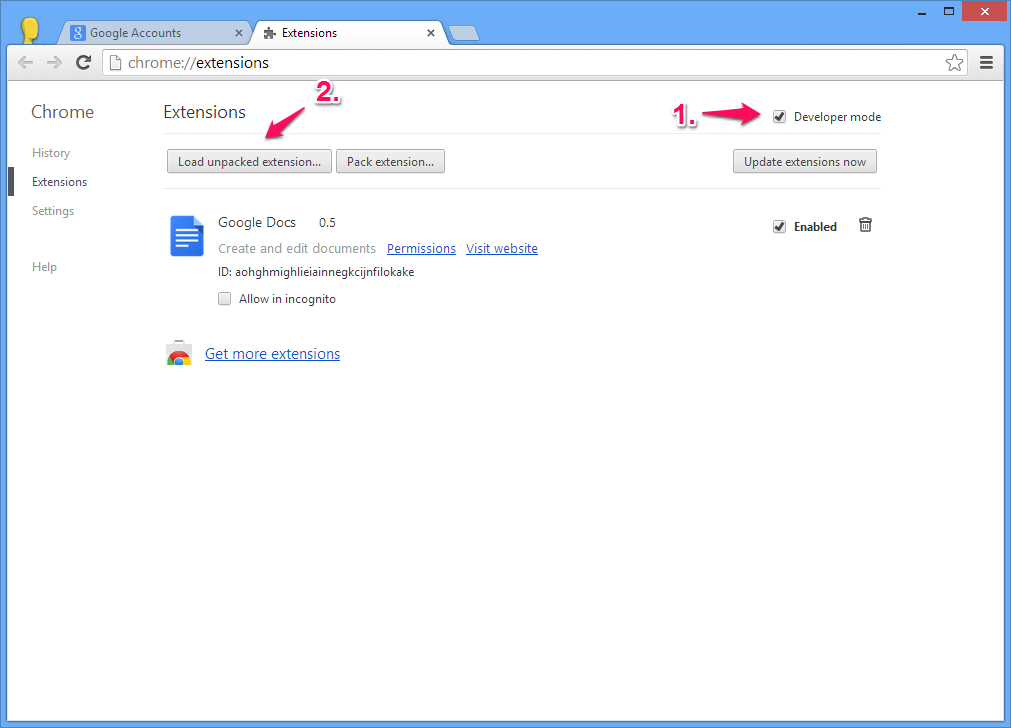 Google Accounts
Extensions
chrome://extensions
2.
Chrome
Extensions
1.
Developer mode
History
Load unpacked extension...
Pack extension...
Update extensions now
Extensions
Settings
Google Docs 0.5
Enabled
Create and edit documents Permissions Visit website
Help
ID: aohghmighlieiainnegkcijnfilokake
Allow in incognito
Get more extensions